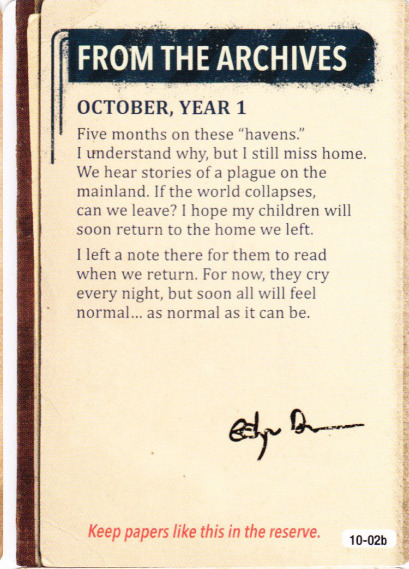 FROM THE ARCHIVES
OCTOBER, YEAR 1
Five months on these “havens.”
I understand why, but I still miss home.
We hear stories of a plague on the
mainland. If the world collapses,
can we leave? I hope my children will
soon return to the home we left.
I left a note there for them to read
when we return. For now, they cry
every night, but soon all will feel
normal... as normal as it can be.
Keep papers like this in the reserve.
10-02b